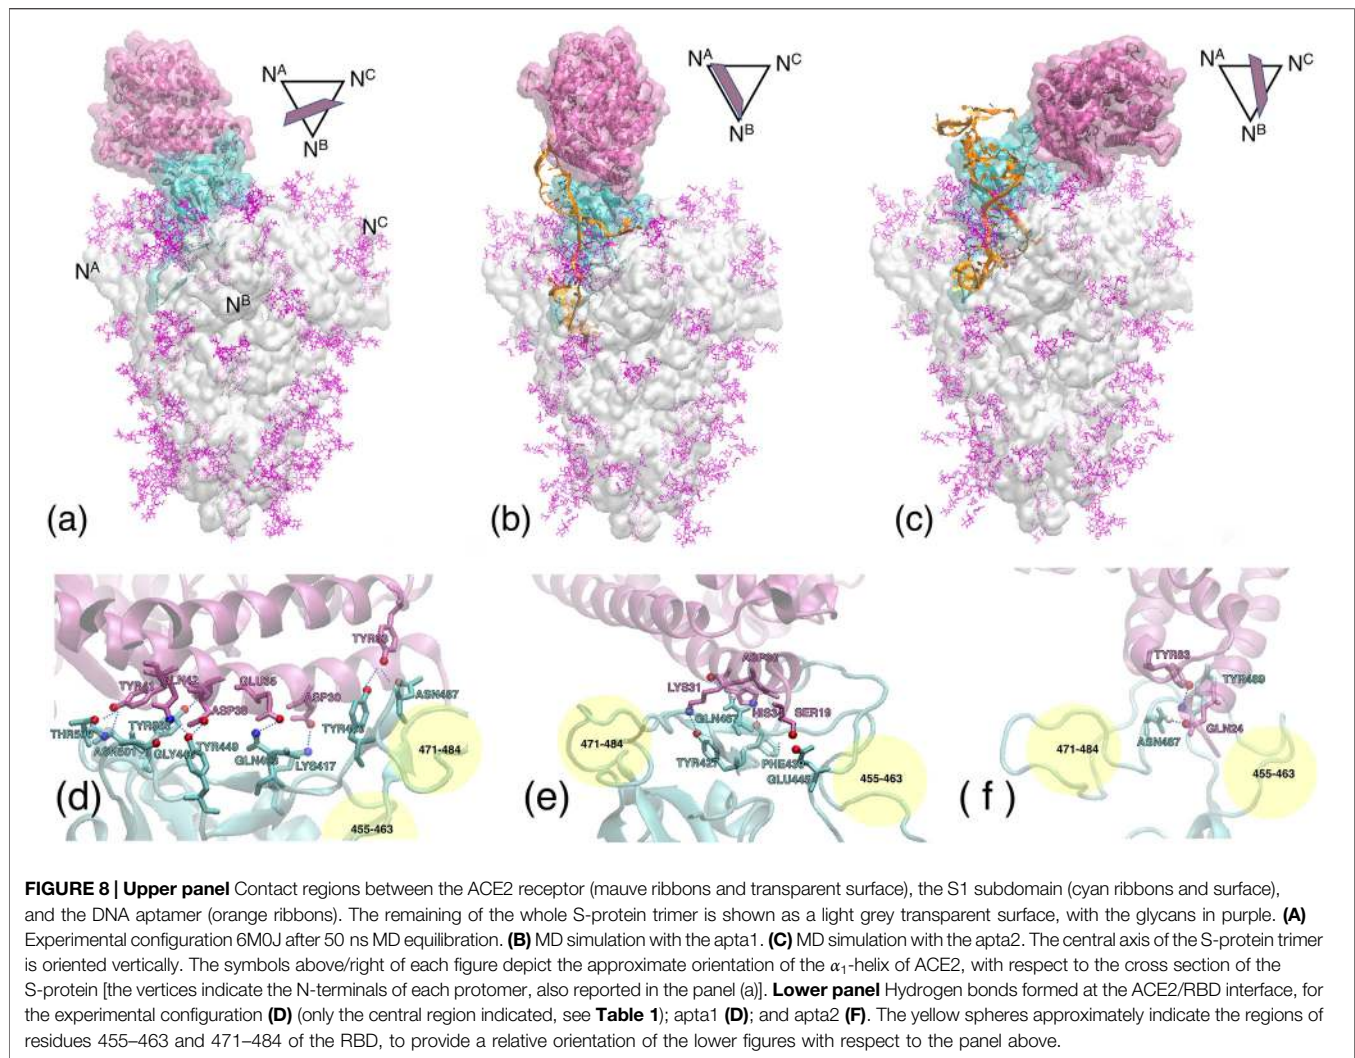 N^A N^C
N^B
N^A N^C
N^B
N^A N^C
N^B
N^C
N^A
N^B
(a) (b) (c)
TYR83
TYR41 GLN42 GLU35 ASP30 ASN487
ASP38
TYR449
GLN493 LYS417
471-484
(d)
455-463
LYS31
HIS34 SER19
471-484
PHE43
GLU445
455-463
(e)
TYR83
TYR489
GLN24
ASN487
471-484
455-463
( f )
FIGURE 8 | Upper panel Contact regions between the ACE2 receptor (mauve ribbons and transparent surface), the S1 subdomain (cyan ribbons and surface),
and the DNA aptamer (orange ribbons). The remaining of the whole S-protein trimer is shown as a light grey transparent surface, with the glycans in purple. (A)
Experimental configuration 6M0J after 50 ns MD equilibration. (B) MD simulation with the apta1. (C) MD simulation with the apta2. The central axis of the S-protein trimer
is oriented vertically. The symbols above/right of each figure depict the approximate orientation of the α₁-helix of ACE2, with respect to the cross section of the
S-protein [the vertices indicate the N-terminals of each protomer, also reported in the panel (a)]. Lower panel Hydrogen bonds formed at the ACE2/RBD interface, for
the experimental configuration (D) (only the central region indicated, see Table 1); apta1 (D); and apta2 (F). The yellow spheres approximately indicate the regions of
residues 455–463 and 471–484 of the RBD, to provide a relative orientation of the lower figures with respect to the panel above.